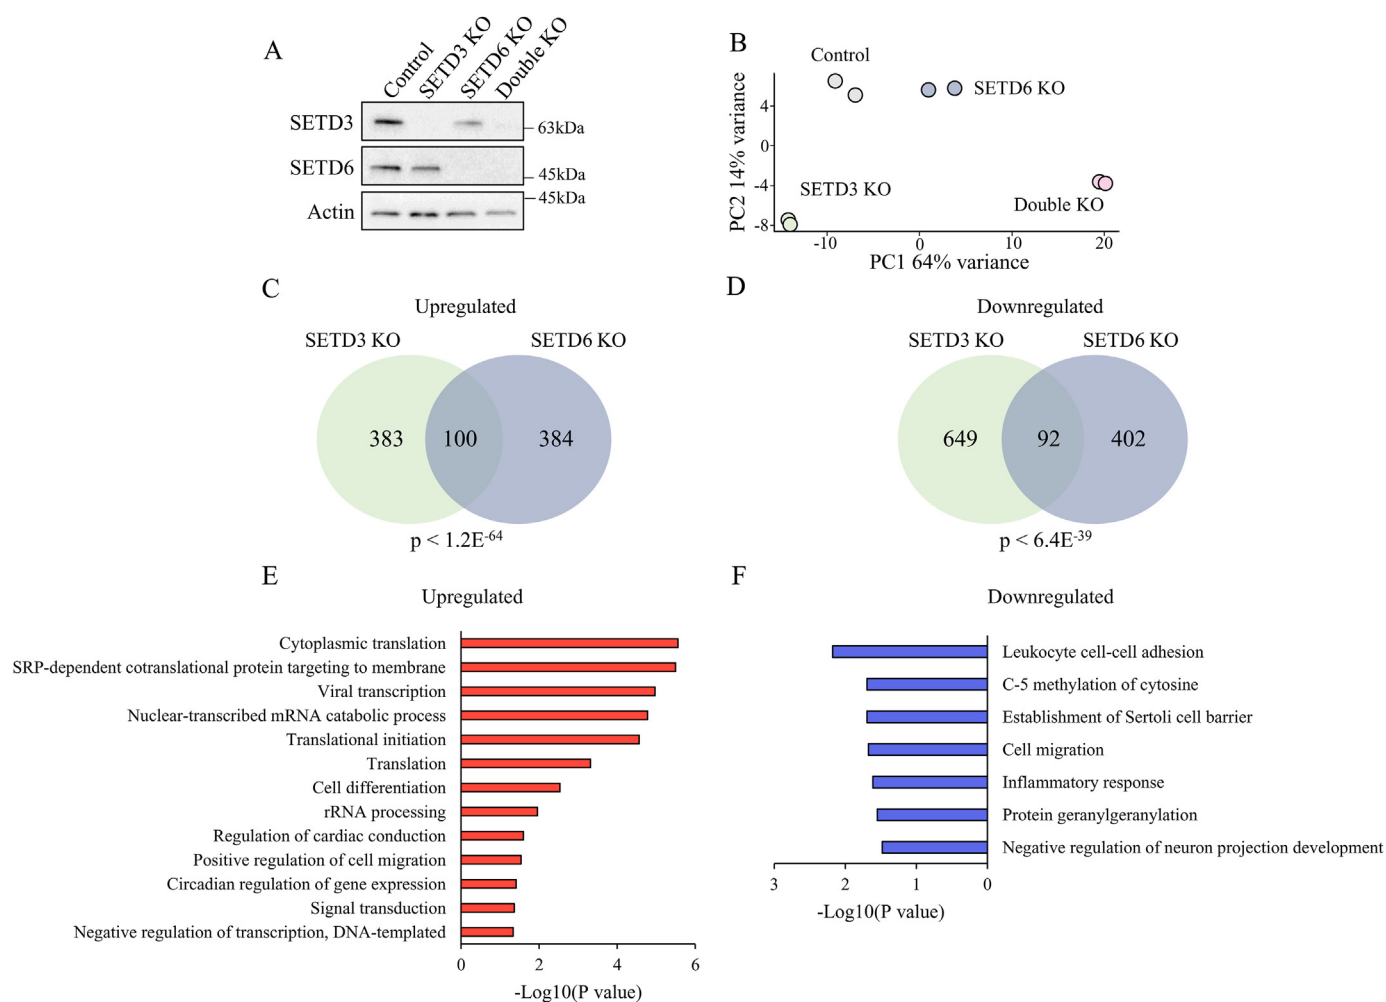 A
Control
SETD3 KO
SETD6 KO
Double KO
SETD3
63kDa
SETD6
45kDa
45kDa
Actin
B
Control
SETD6 KO
SETD3 KO
Double KO
PC2 14% variance
4
0
-4
-8
-10
0
10
20
PC1 64% variance
C
Upregulated
SETD3 KO
SETD6 KO
383
100
384
p < 1.2E-64
D
Downregulated
SETD3 KO
SETD6 KO
649
92
402
p < 6.4E-39
E
Upregulated
Cytoplasmic translation
SRP-dependent cotranslational protein targeting to membrane
Viral transcription
Nuclear-transcribed mRNA catabolic process
Translational initiation
Translation
Cell differentiation
rRNA processing
Regulation of cardiac conduction
Positive regulation of cell migration
Circadian regulation of gene expression
Signal transduction
Negative regulation of transcription, DNA-templated
0
2
4
6
-Log10(P value)
F
Downregulated
Leukocyte cell-cell adhesion
C-5 methylation of cytosine
Establishment of Sertoli cell barrier
Cell migration
Inflammatory response
Protein geranylgeranylation
Negative regulation of neuron projection development
3
2
1
0
-Log10(P value)